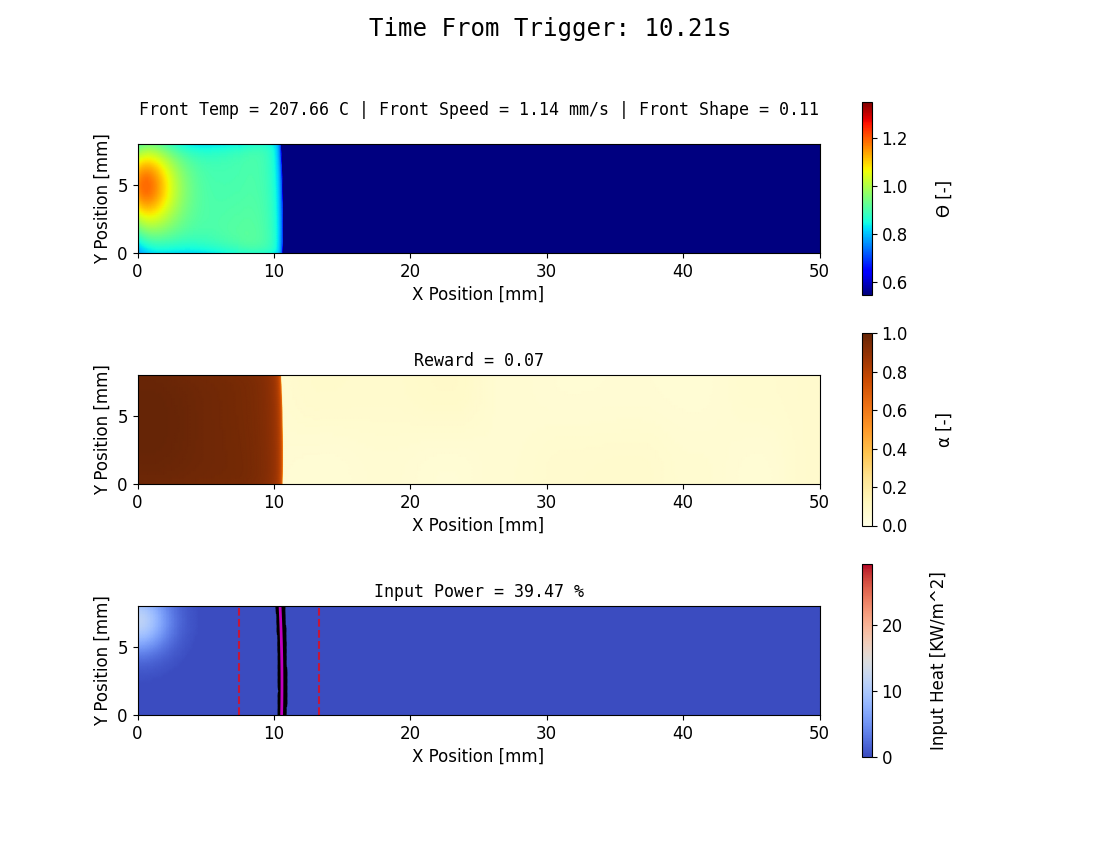 Time From Trigger: 10.21s
Front Temp = 207.66 C | Front Speed = 1.14 mm/s | Front Shape = 0.11
Y Position [mm]
5
0
0 10 20 30 40 50
X Position [mm]
1.2
1.0
0.8
0.6
Θ [-]
Reward = 0.07
Y Position [mm]
5
0
0 10 20 30 40 50
X Position [mm]
1.0
0.8
0.6
0.4
0.2
0.0
α [-]
Input Power = 39.47 %
Y Position [mm]
5
0
0 10 20 30 40 50
X Position [mm]
20
10
0
Input Heat [KW/m^2]